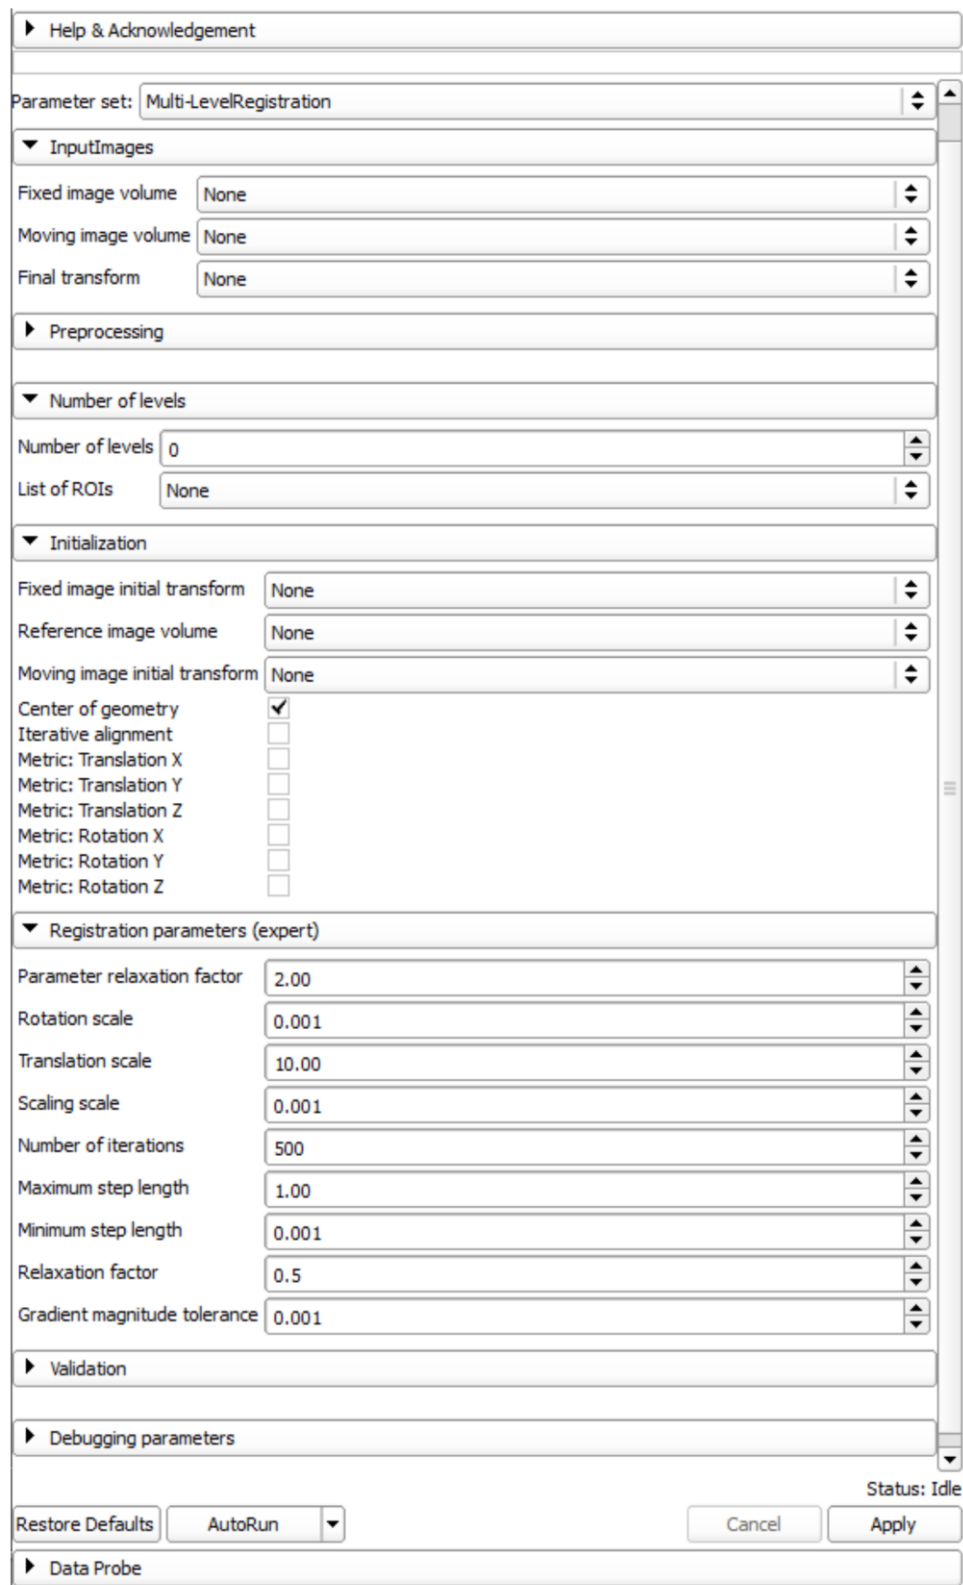 Help & Acknowledgement
Parameter set: Multi-LevelRegistration
InputImages
Fixed image volume None
Moving image volume None
Final transform None
Preprocessing
Number of levels
Number of levels 0
List of ROIs None
Initialization
Fixed image initial transform None
Reference image volume None
Moving image initial transform None
Center of geometry
Iterative alignment
Metric: Translation X
Metric: Translation Y
Metric: Translation Z
Metric: Rotation X
Metric: Rotation Y
Metric: Rotation Z
Registration parameters (expert)
Parameter relaxation factor 2.00
Rotation scale 0.001
Translation scale 10.00
Scaling scale 0.001
Number of iterations 500
Maximum step length 1.00
Minimum step length 0.001
Relaxation factor 0.5
Gradient magnitude tolerance 0.001
Validation
Debugging parameters
Status: Idle
Restore Defaults AutoRun Cancel Apply
Data Probe